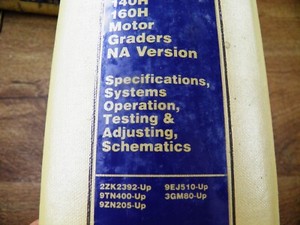 140H
160H
Motor
Graders
NA Version
Specifications,
Systems
Operation,
Testing &
Adjusting,
Schematics
2ZK2392-Up 9EJ510-Up
9TN400-Up 3GM60-Up
9ZN205-Up